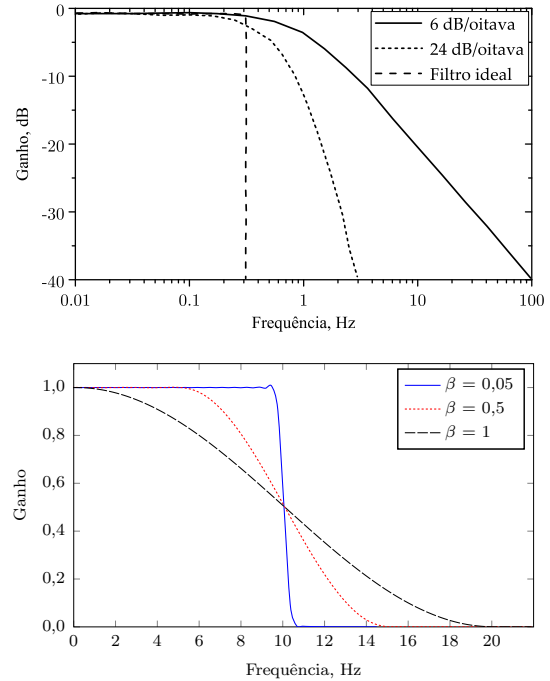 0
-10
-20
-30
-40
Ganho, dB
6 dB/oitava
24 dB/oitava
Filtro ideal
0.01 0.1 1 10 100
Frequência, Hz
1,0
0,8
0,6
0,4
0,2
0,0
Ganho
β = 0,05
β = 0,5
β = 1
0 2 4 6 8 10 12 14 16 18 20
Frequência, Hz